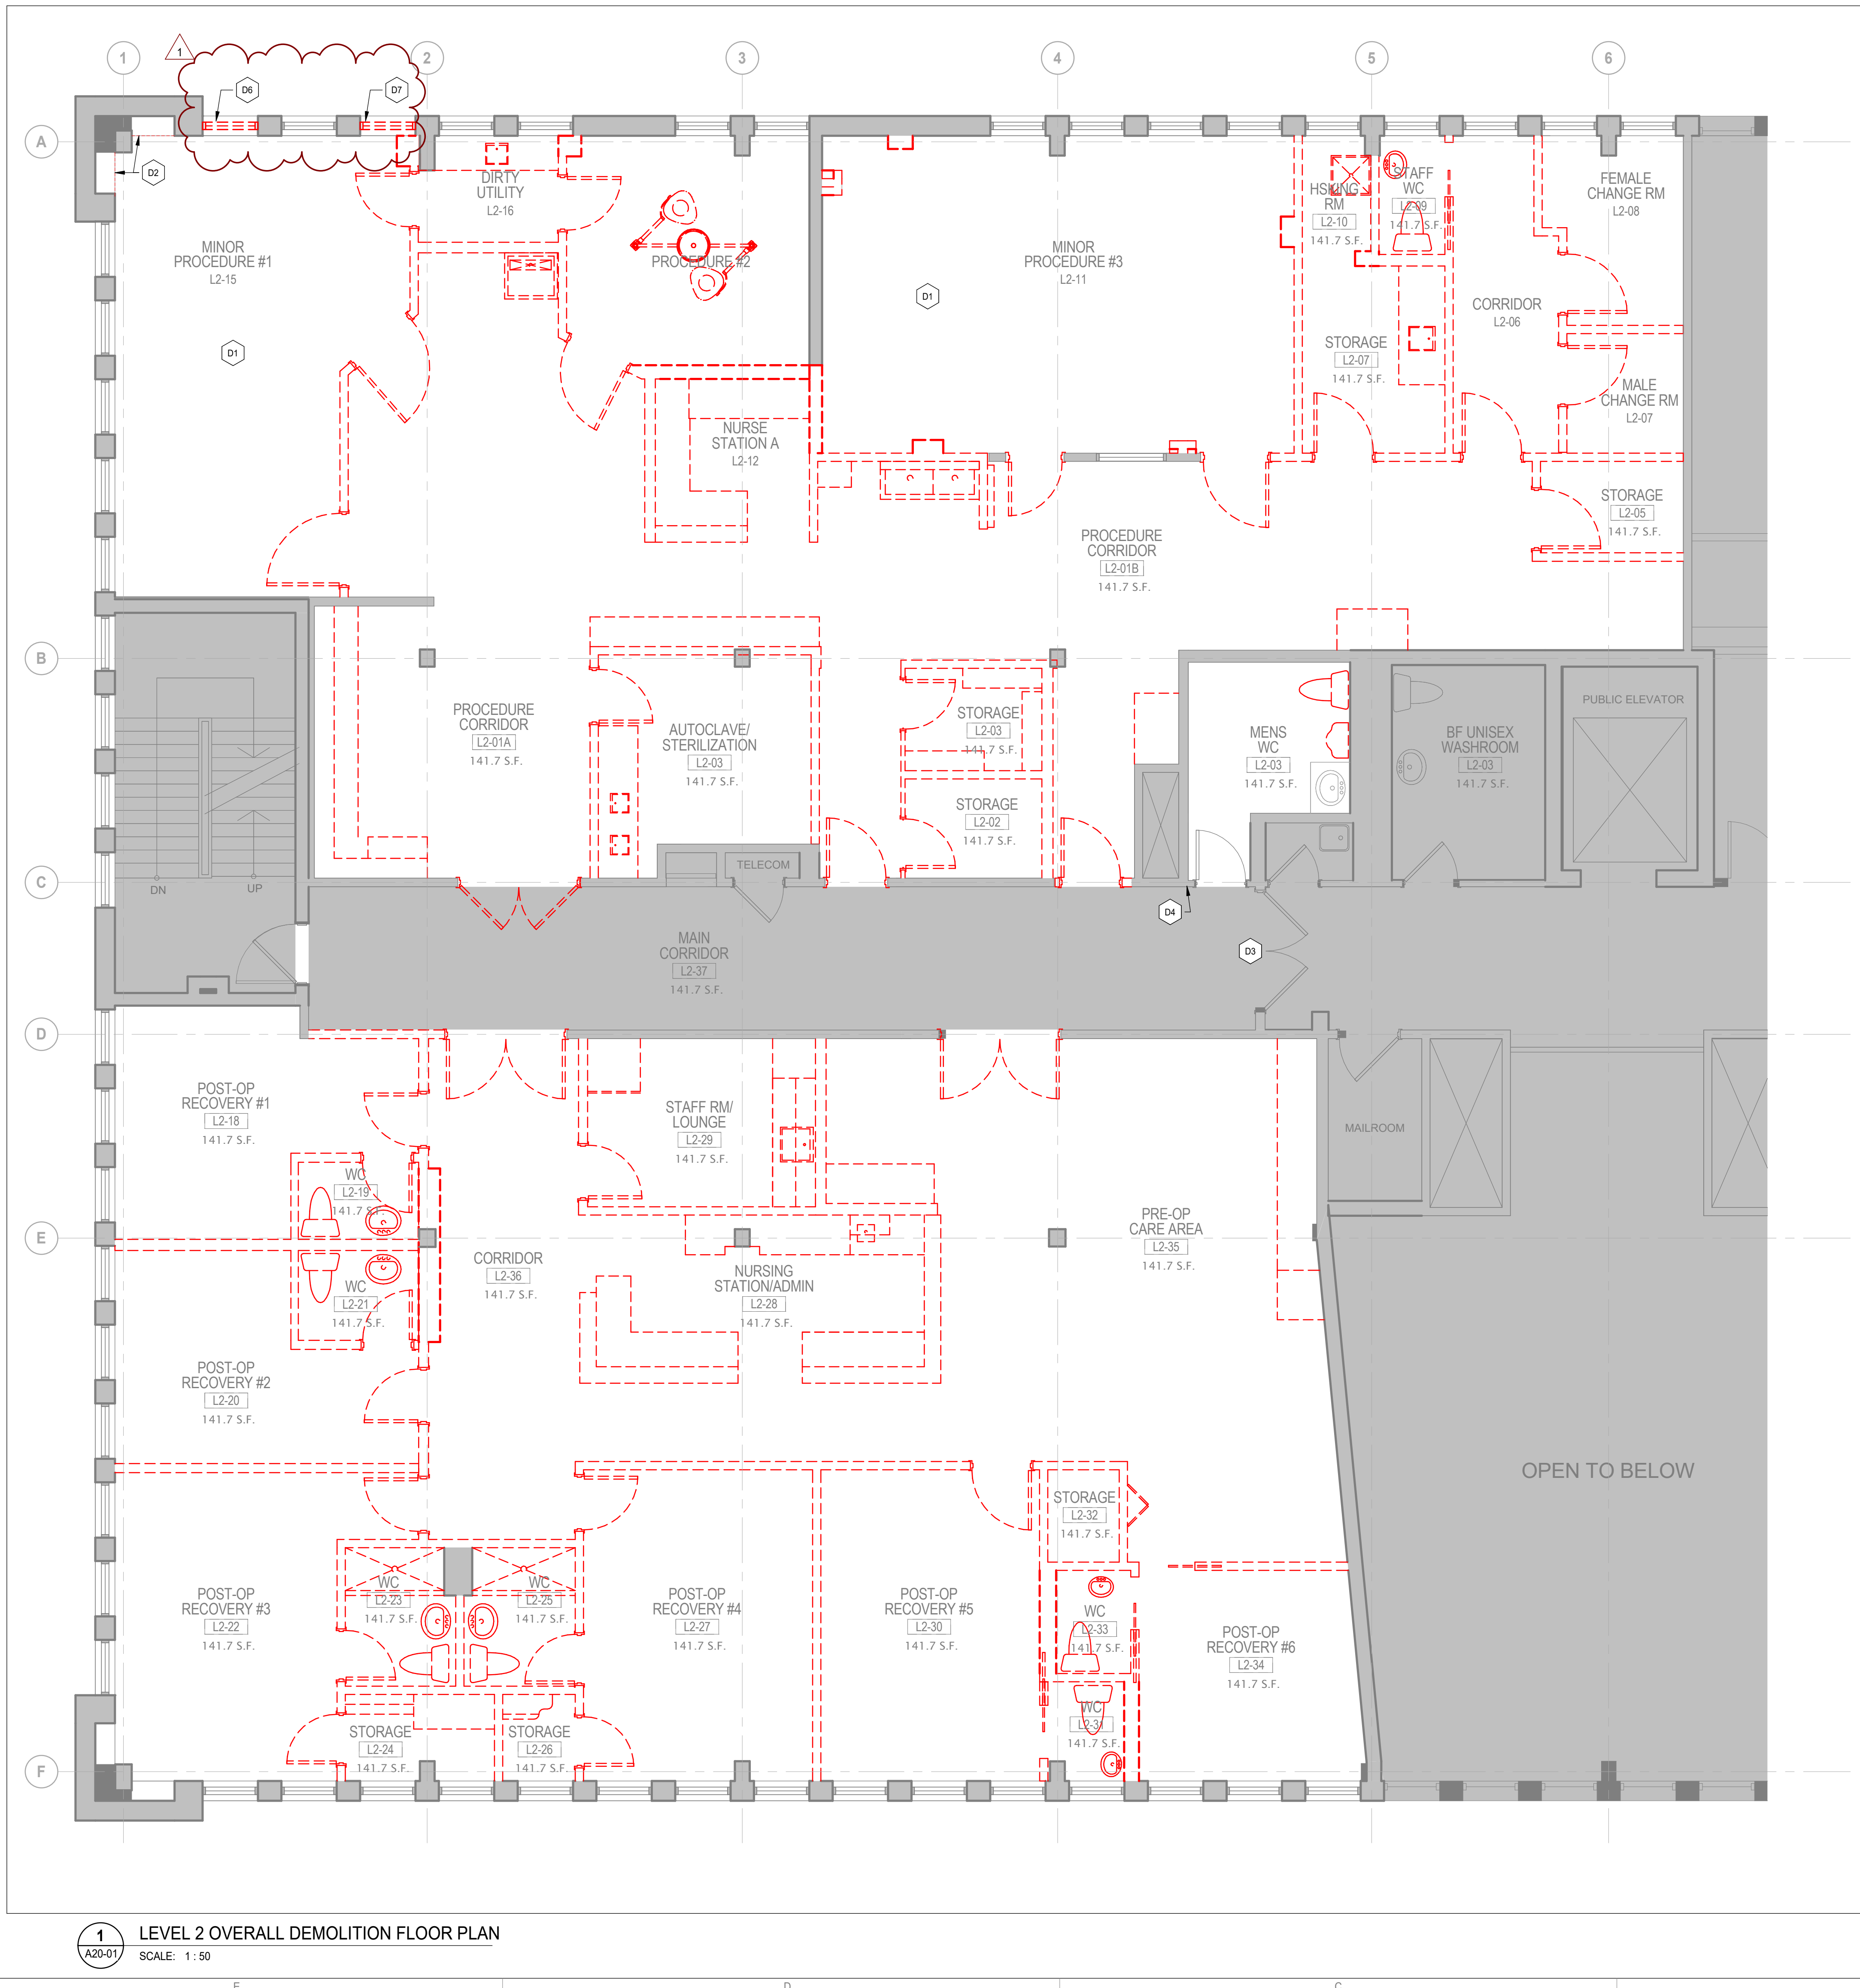 1
1
2
3
4
5
6
D6
D7
A
D2
DIRTY
UTILITY
L2-16
STAFF
WC
L2-09
141.7 S.F.
HSKING
RM
L2-10
141.7 S.F.
FEMALE
CHANGE RM
L2-08
MINOR
PROCEDURE #1
L2-15
PROCEDURE #2
MINOR
PROCEDURE #3
L2-11
D1
D1
CORRIDOR
L2-06
STORAGE
L2-07
141.7 S.F.
MALE
CHANGE RM
L2-07
NURSE
STATION A
L2-12
STORAGE
L2-05
141.7 S.F.
PROCEDURE
CORRIDOR
L2-01B
141.7 S.F.
B
PROCEDURE
CORRIDOR
L2-01A
141.7 S.F.
AUTOCLAVE/
STERILIZATION
L2-03
141.7 S.F.
STORAGE
L2-03
141.7 S.F.
MENS
WC
L2-03
141.7 S.F.
BF UNISEX
WASHROOM
L2-03
141.7 S.F.
PUBLIC ELEVATOR
STORAGE
L2-02
141.7 S.F.
TELECOM
C
DN
UP
D4
D3
MAIN
CORRIDOR
L2-37
141.7 S.F.
D
POST-OP
RECOVERY #1
L2-18
141.7 S.F.
STAFF RM/
LOUNGE
L2-29
141.7 S.F.
MAILROOM
WC
L2-19
141.7 S.F.
PRE-OP
CARE AREA
L2-35
141.7 S.F.
E
CORRIDOR
L2-36
141.7 S.F.
NURSING
STATION/ADMIN
L2-28
141.7 S.F.
WC
L2-21
141.7 S.F.
POST-OP
RECOVERY #2
L2-20
141.7 S.F.
OPEN TO BELOW
STORAGE
L2-32
141.7 S.F.
POST-OP
RECOVERY #3
L2-22
141.7 S.F.
WC
L2-23
141.7 S.F.
WC
L2-25
141.7 S.F.
POST-OP
RECOVERY #4
L2-27
141.7 S.F.
POST-OP
RECOVERY #5
L2-30
141.7 S.F.
WC
L2-33
141.7 S.F.
POST-OP
RECOVERY #6
L2-34
141.7 S.F.
STORAGE
L2-24
141.7 S.F.
STORAGE
L2-26
141.7 S.F.
WC
L2-31
141.7 S.F.
F
1
A20-01
LEVEL 2 OVERALL DEMOLITION FLOOR PLAN
SCALE: 1 : 50